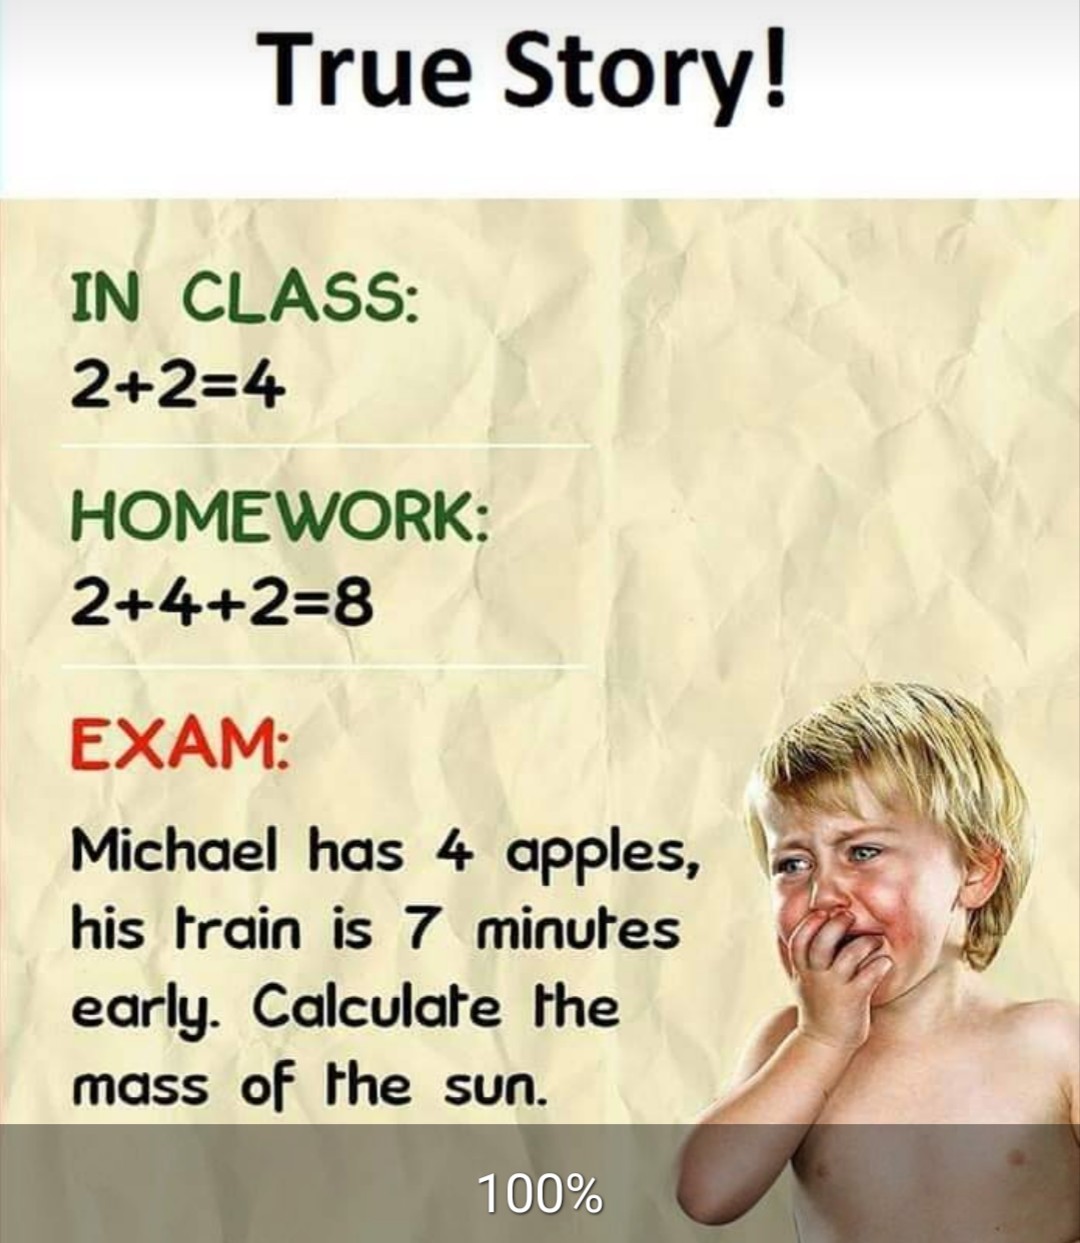 True Story!
IN CLASS:
2+2=4
HOMEWORK:
2+4+2=8
EXAM:
Michael has 4 apples,
his train is 7 minutes
early. Calculate the
mass of the sun.
100%